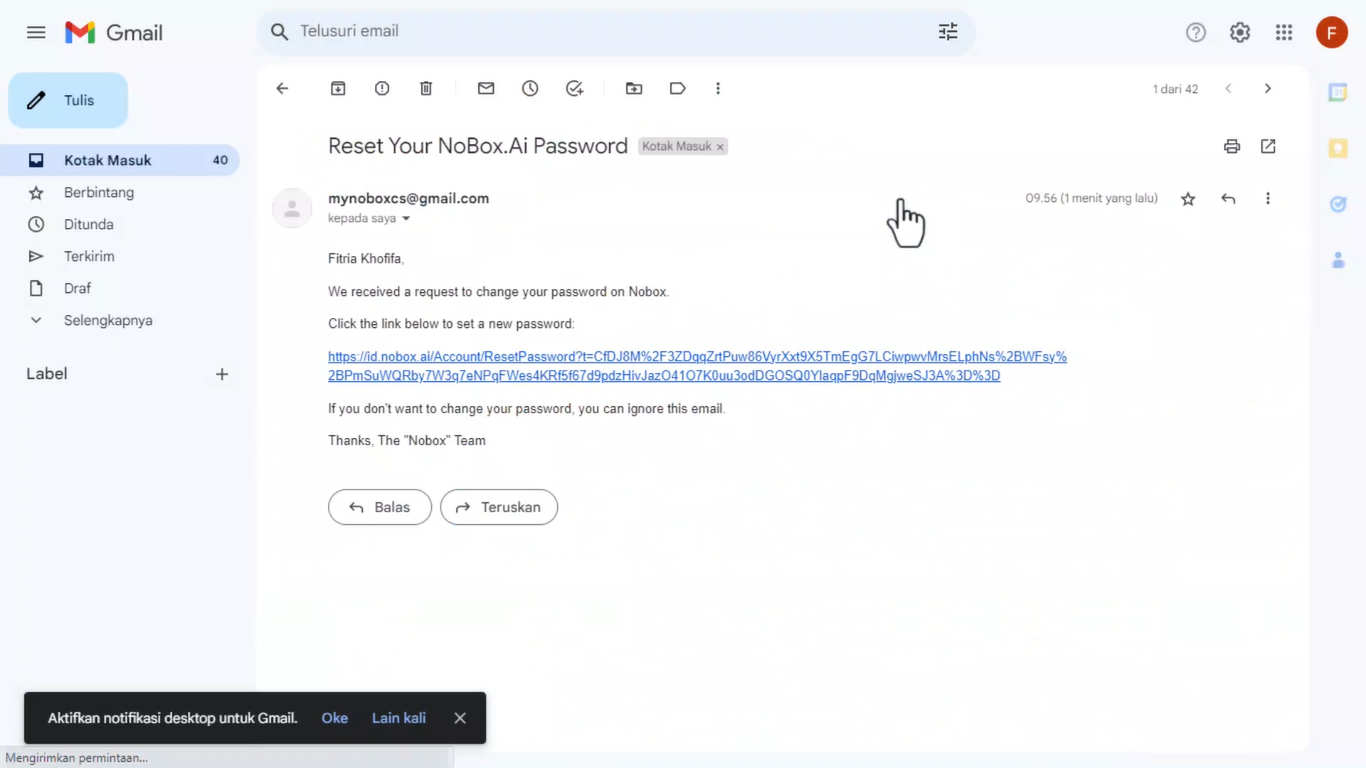 Gmail
Telusuri email
F
Tulis
1 dari 42
Kotak Masuk 40
Berbintang
Ditunda
Terkirim
Draf
Selengkapnya
Label
Reset Your NoBox.Ai Password Kotak Masuk ×
mynoboxcs@gmail.com
09.56 (1 menit yang lalu)
kepada saya
Fitria Khofifa,
We received a request to change your password on Nobox.
Click the link below to set a new password:
https://id.nobox.ai/Account/ResetPassword?t=CfDJ8M%2F3ZDqqZrtPuw86VyrXxt9X5TmEgG7LCiwpwvMrsELphNs%2BWFsy%
2BPmSuWQRby7W3q7eNPqFWes4KRf5f67d9pdzHivJazO41O7K0uu3odDGOSQ0YlaqpF9DqMgjweSJ3A%3D%3D
If you don't want to change your password, you can ignore this email.
Thanks, The "Nobox" Team
Balas
Teruskan
Aktifkan notifikasi desktop untuk Gmail. Oke Lain kali
Mengirimkan permintaan...
31